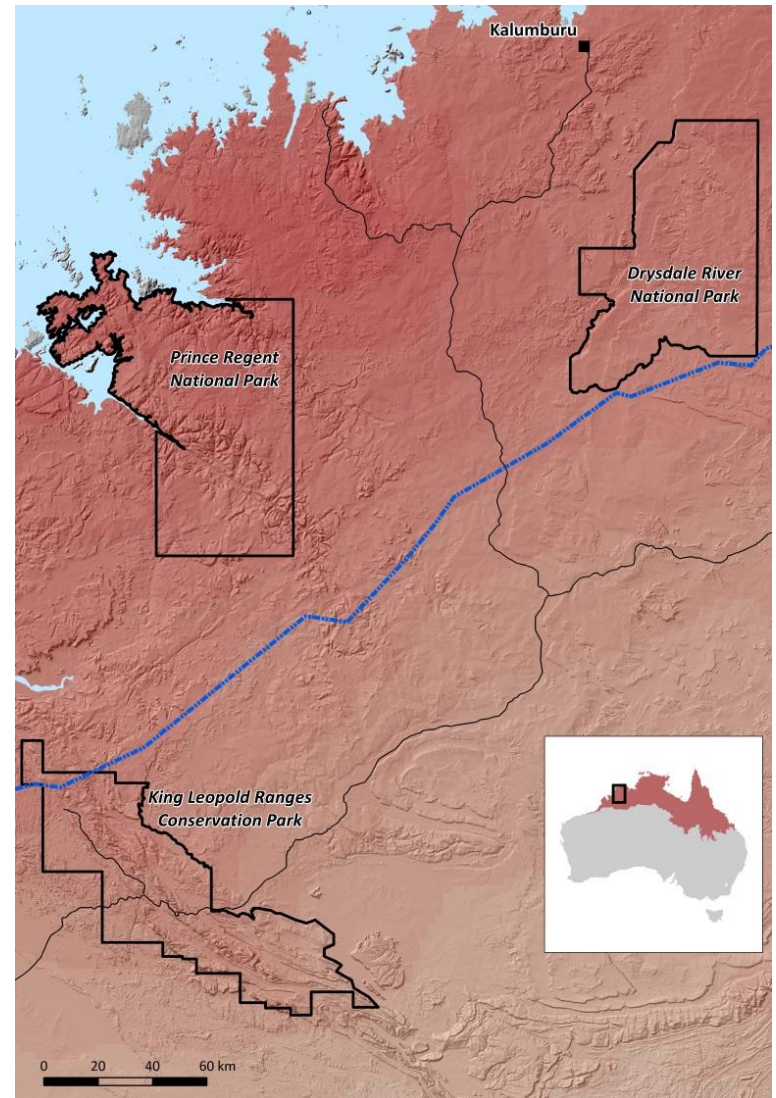 Kalumburu
Drysdale River
National Park
Prince Regent
National Park
King Leopold Ranges
Conservation Park
0 20 40 60 km